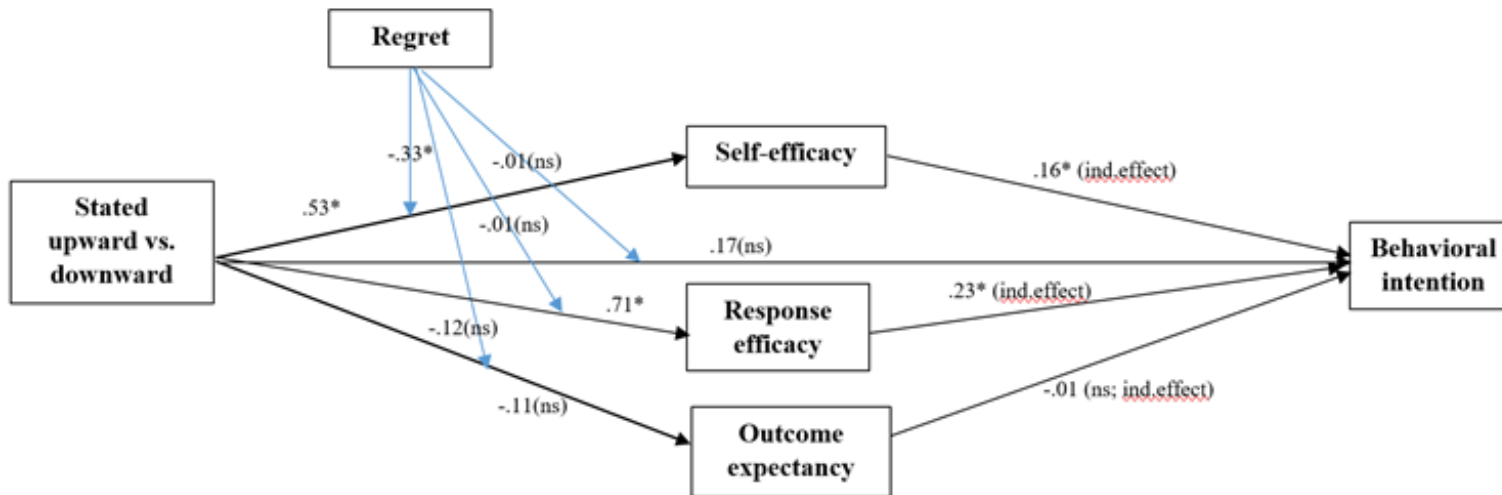 Regret
Self-efficacy
-.33*
-.01(ns)
.16* (ind.effect)
Stated
upward vs.
downward
.53*
-.01(ns)
.17(ns)
Behavioral
intention
.71*
Response
efficacy
.23* (ind.effect)
-.12(ns)
-.11(ns)
-.01 (ns; ind.effect)
Outcome
expectancy